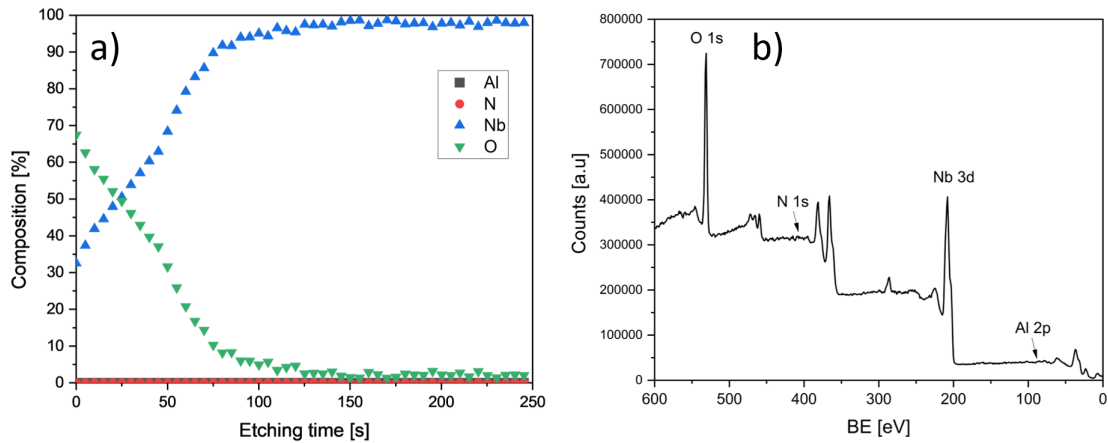 a)
100
90
80
70
60
50
40
30
20
10
0
Composition [%]
Al
N
Nb
O
0
50
100
150
200
250
Etching time [s]
b)
800000
700000
600000
500000
400000
300000
200000
100000
0
Counts [a.u]
O 1s
N 1s
Nb 3d
Al 2p
600
500
400
300
200
100
0
BE [eV]